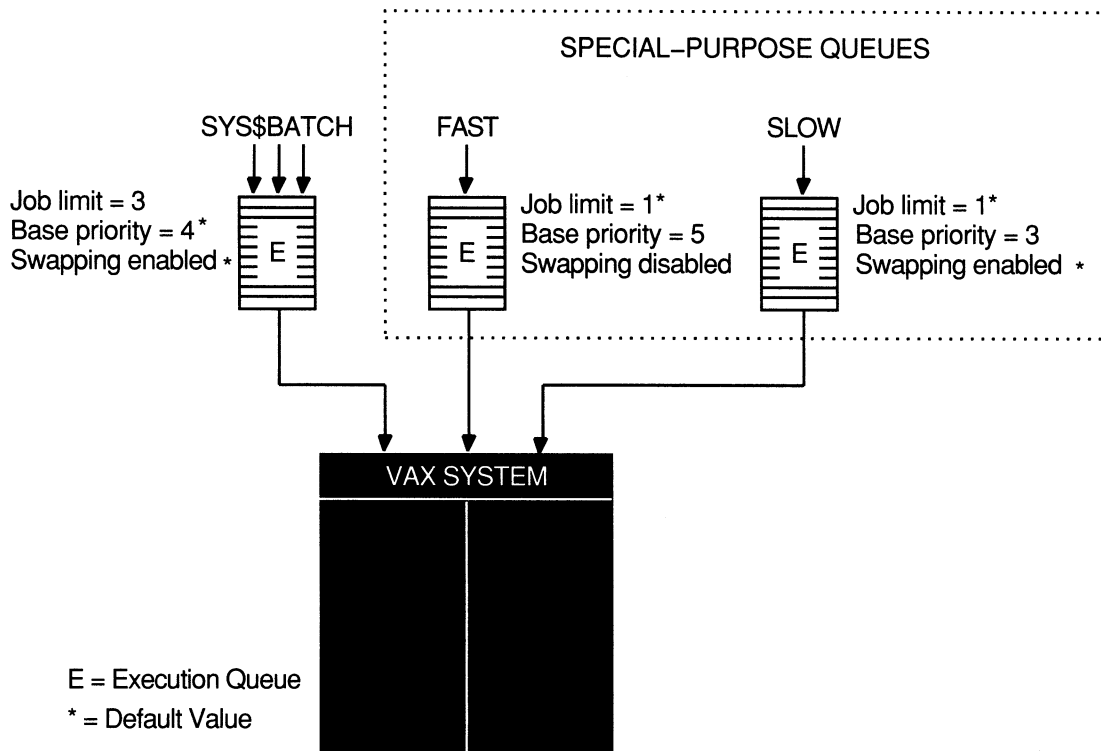 SPECIAL–PURPOSE QUEUES
SYS$BATCH
FAST
SLOW
Job limit = 3
Base priority = 4*
Swapping enabled *
E
E
Job limit = 1*
Base priority = 5
Swapping disabled
E
Job limit = 1*
Base priority = 3
Swapping enabled *
VAX SYSTEM
E = Execution Queue
* = Default Value